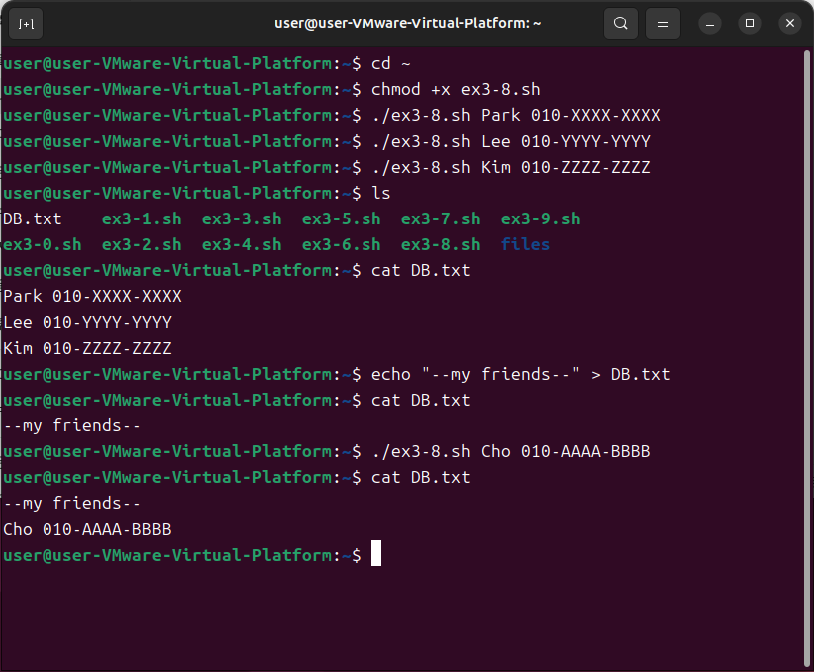 user@user-VMware-Virtual-Platform: ~
user@user-VMware-Virtual-Platform:~$ cd ~
user@user-VMware-Virtual-Platform:~$ chmod +x ex3-8.sh
user@user-VMware-Virtual-Platform:~$ ./ex3-8.sh Park 010-XXXX-XXXX
user@user-VMware-Virtual-Platform:~$ ./ex3-8.sh Lee 010-YYYY-YYYY
user@user-VMware-Virtual-Platform:~$ ./ex3-8.sh Kim 010-ZZZZ-ZZZZ
user@user-VMware-Virtual-Platform:~$ ls
DB.txt    ex3-1.sh  ex3-3.sh  ex3-5.sh  ex3-7.sh  ex3-9.sh
ex3-0.sh  ex3-2.sh  ex3-4.sh  ex3-6.sh  ex3-8.sh  files
user@user-VMware-Virtual-Platform:~$ cat DB.txt
Park 010-XXXX-XXXX
Lee 010-YYYY-YYYY
Kim 010-ZZZZ-ZZZZ
user@user-VMware-Virtual-Platform:~$ echo "--my friends--" > DB.txt
user@user-VMware-Virtual-Platform:~$ cat DB.txt
--my friends--
user@user-VMware-Virtual-Platform:~$ ./ex3-8.sh Cho 010-AAAA-BBBB
user@user-VMware-Virtual-Platform:~$ cat DB.txt
--my friends--
Cho 010-AAAA-BBBB
user@user-VMware-Virtual-Platform:~$